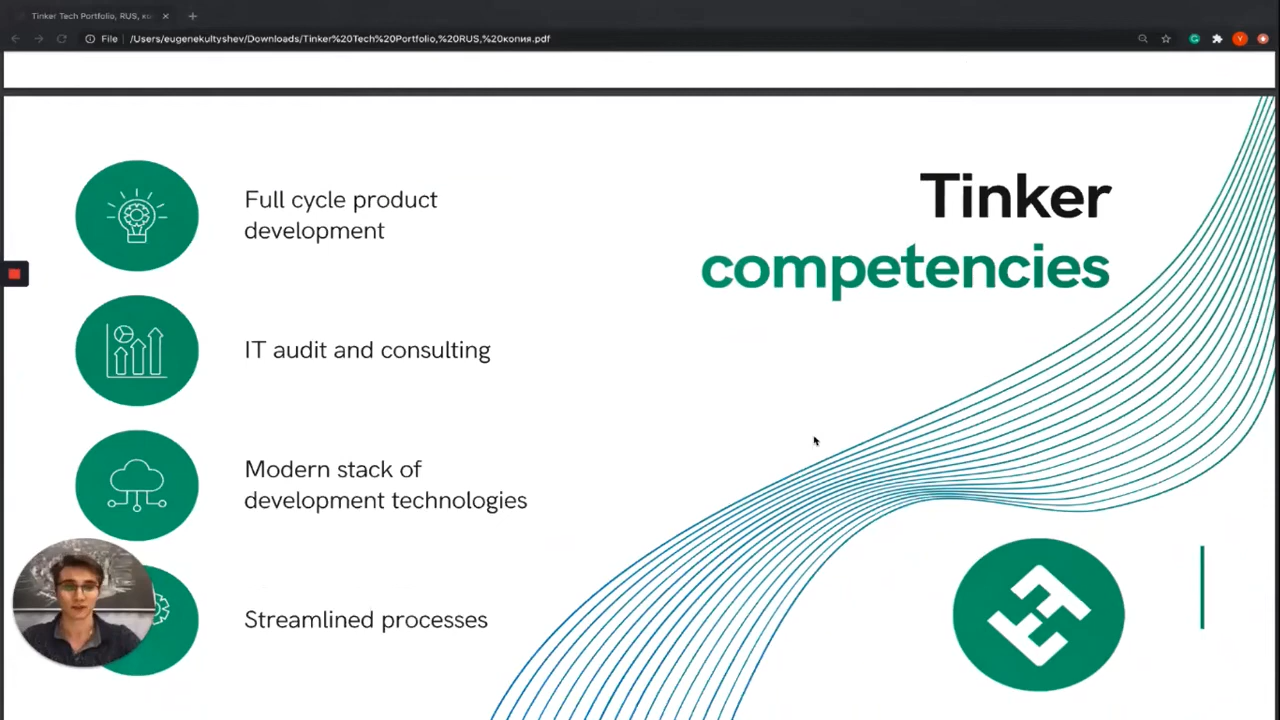 Tinker Tech Portfolio, RUS, ко
File
/Users/eugenekultyshev/Downloads/Tinker%20Tech%20Portfolio,%20RUS,%20копия.pdf
Y
Tinker
competencies
Full cycle product
development
IT audit and consulting
Modern stack of
development technologies
Streamlined processes